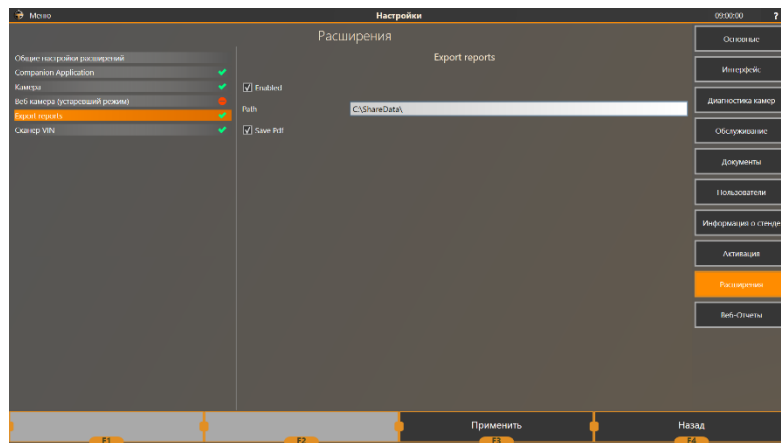 Меню
Настройки
09:00:00
?
Расширения
Общие настройки расширений
Companion Application
Камера
Веб камера (устаревший режим)
Export reports
Сканер VIN
Export reports
Enabled
Path
C:\ShareData\
Save Pdf
Основные
Интерфейс
Диагностика камер
Обслуживание
Документы
Пользователи
Информация о стенде
Активация
Расширения
Веб-Отчеты
F1
F2
Применить
F3
Назад
F4